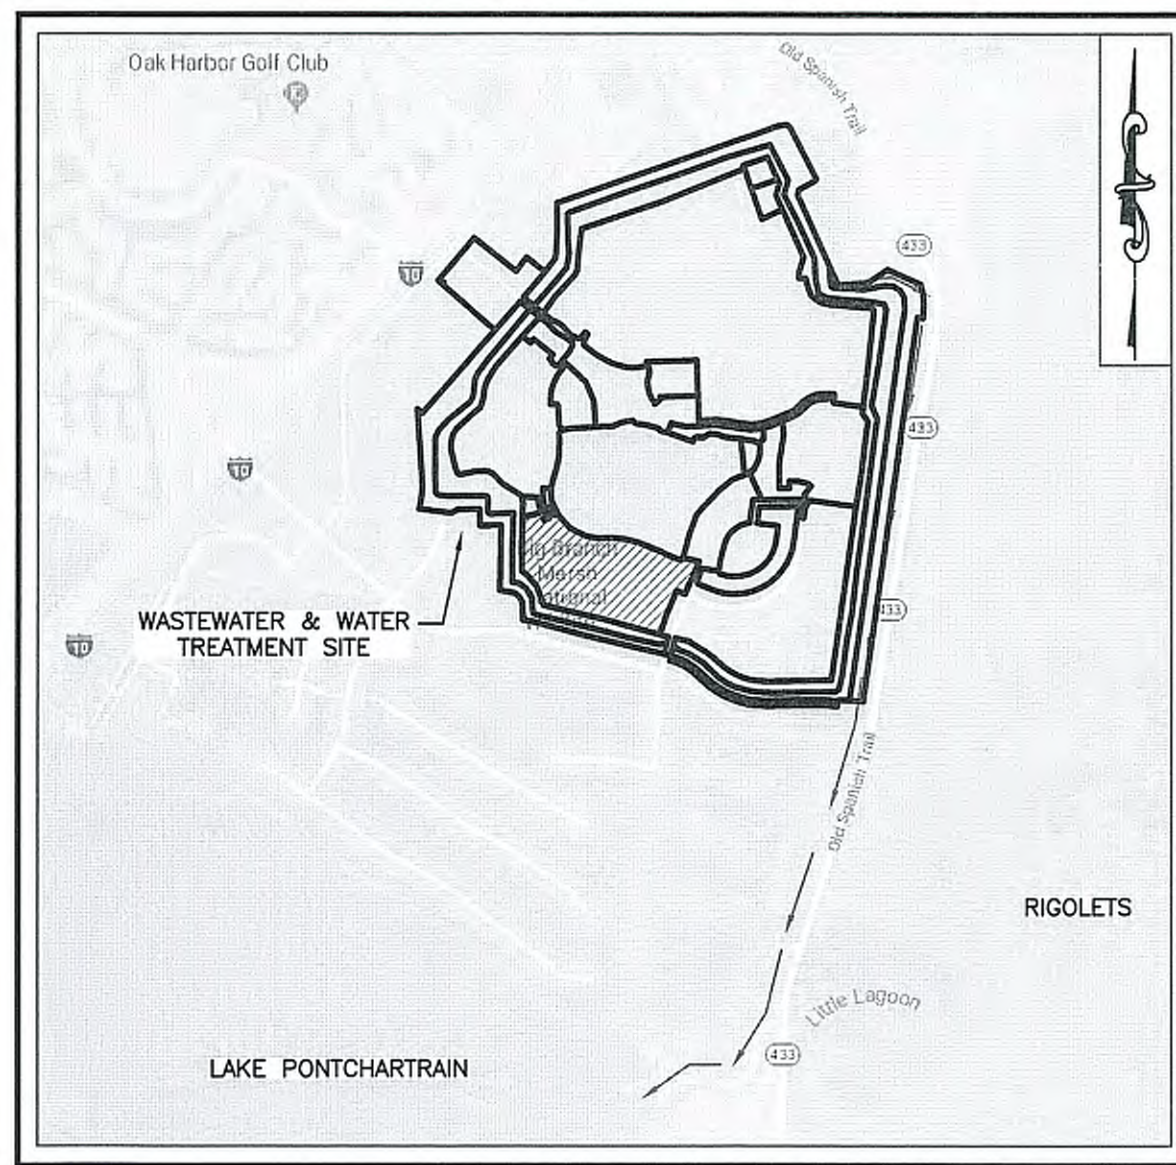 Oak Harbor Golf Club
Old Spanish Trail
433
10
433
10
Marsh
WASTEWATER & WATER
TREATMENT SITE
433
10
Old Spanish Trail
RIGOLETS
Little Lagoon
433
LAKE PONTCHARTRAIN